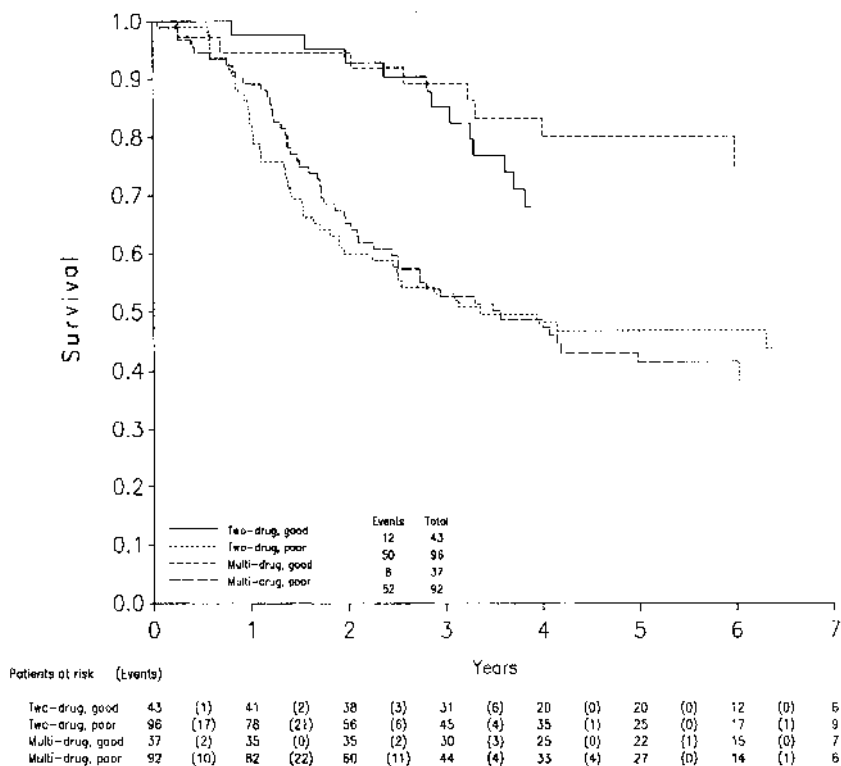 1.0
0.9
0.8
0.7
0.6
0.5
0.4
0.3
0.2
0.1
0.0
Survival
Events Total
Two-drug, good 12 43
Two-drug, poor 50 96
Multi-drug, good 8 37
Multi-drug, poor 52 92
0 1 2 3 4 5 6 7
Years
Patients at risk (Events)
Two-drug, good 43 (1) 41 (2) 38 (3) 31 (6) 20 (0) 20 (0) 12 (0) 6
Two-drug, poor 96 (17) 78 (21) 56 (6) 45 (4) 35 (1) 25 (0) 17 (1) 9
Multi-drug, good 37 (2) 35 (0) 35 (2) 30 (3) 25 (0) 22 (1) 15 (0) 7
Multi-drug, poor 92 (10) 82 (22) 60 (11) 44 (4) 33 (4) 27 (0) 14 (1) 6